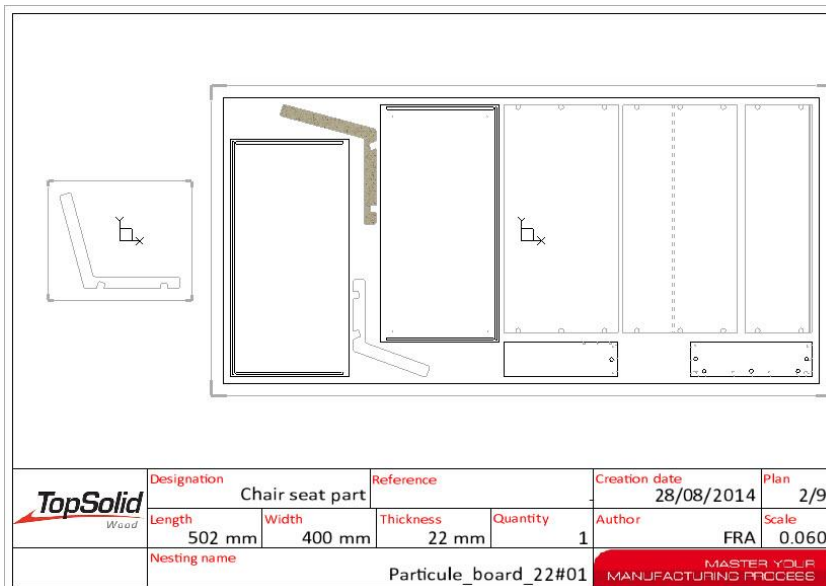 Y
X
Y
X
TopSolid
Wood
Designation
Chair seat part
Reference
.
Creation date
28/08/2014
Plan
2/9
Length
502 mm
Width
400 mm
Thickness
22 mm
Quantity
1
Author
FRA
Scale
0.060
Nesting name
Particule_board_22#01
MASTER YOUR
MANUFACTURING PROCESS